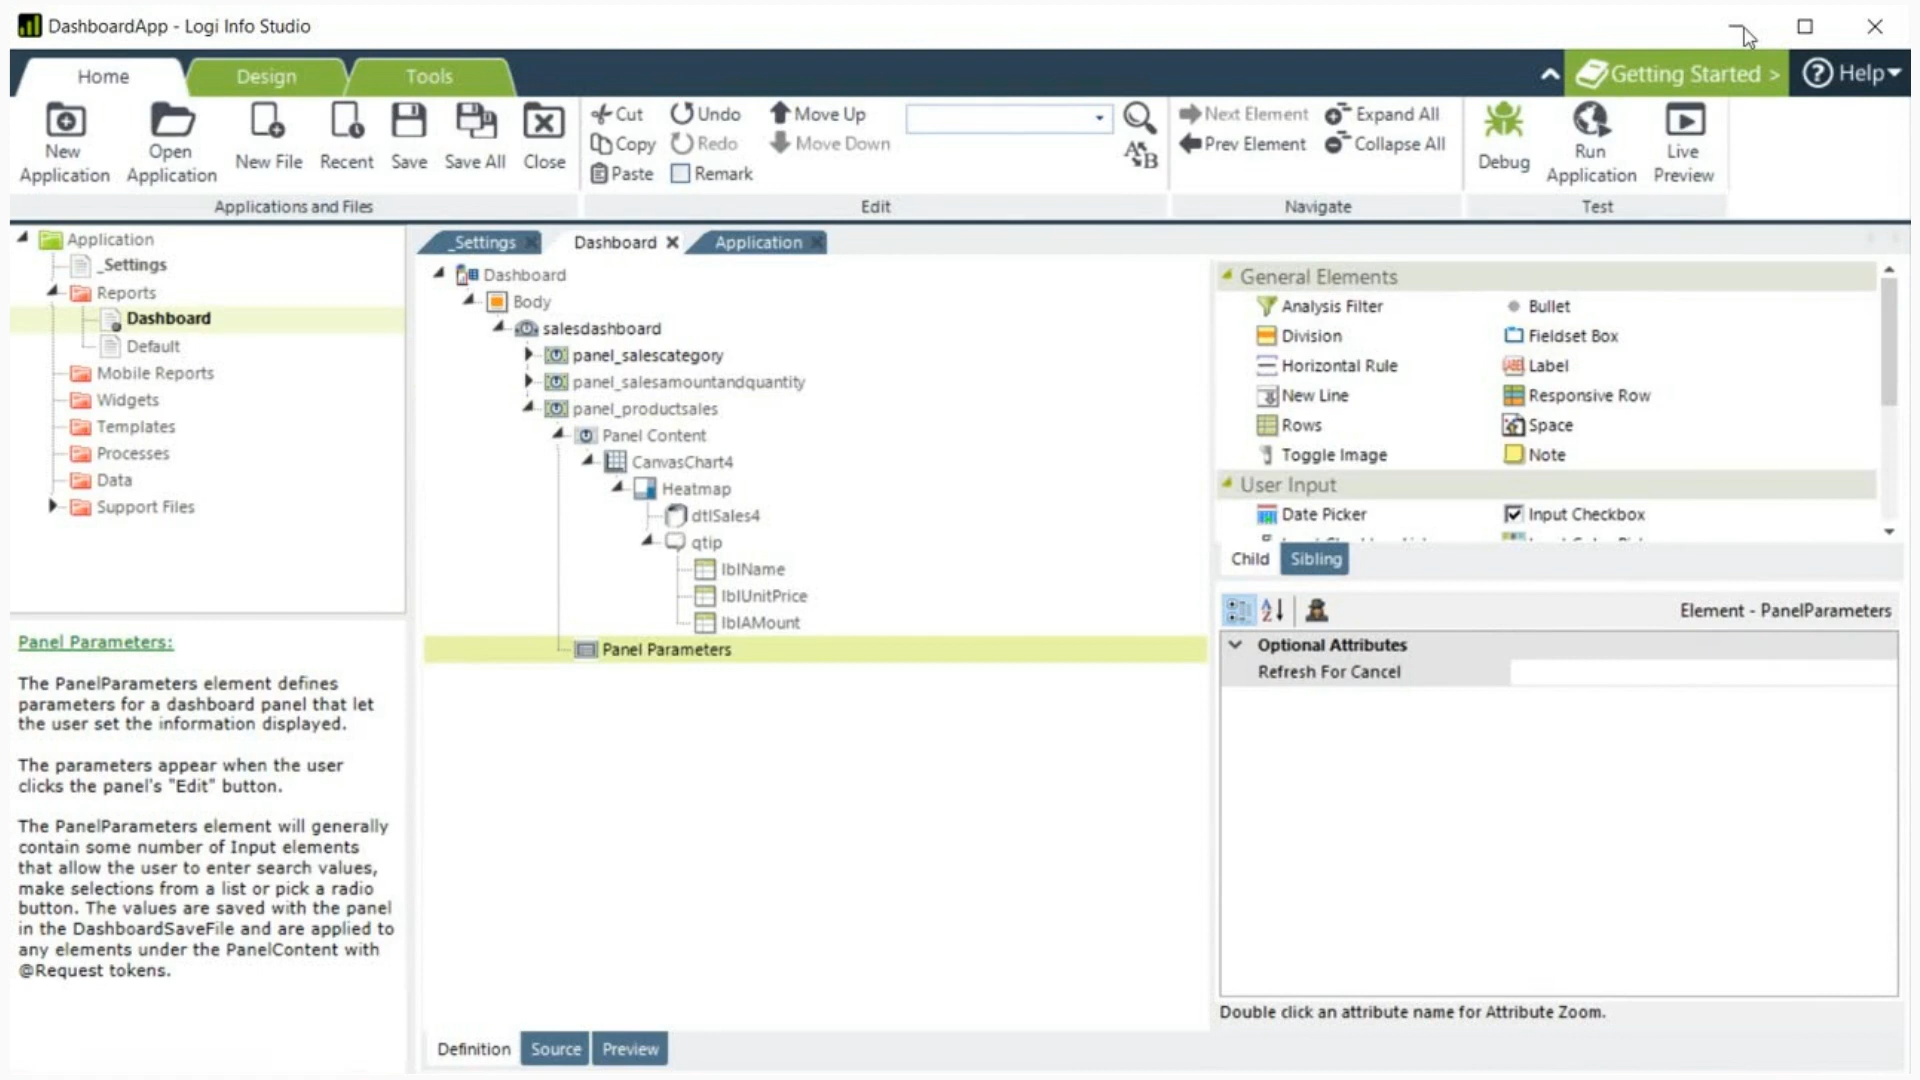 DashboardApp - Logi Info Studio
Home
Design
Tools
Getting Started >
Help
New Application
Open Application
New File
Recent
Save
Save All
Close
Cut
Copy
Paste
Undo
Redo
Remark
Move Up
Move Down
Next Element
Prev Element
Expand All
Collapse All
Debug
Run Application
Live Preview
Applications and Files
Edit
Navigate
Test
Application
_Settings
Reports
Dashboard
Default
Mobile Reports
Widgets
Templates
Processes
Data
Support Files
Panel Parameters:
The PanelParameters element defines
parameters for a dashboard panel that let
the user set the information displayed.
The parameters appear when the user
clicks the panel's "Edit" button.
The PanelParameters element will generally
contain some number of Input elements
that allow the user to enter search values,
make selections from a list or pick a radio
button. The values are saved with the panel
in the DashboardSaveFile and are applied to
any elements under the PanelContent with
@Request tokens.
_Settings
Dashboard
Application
Dashboard
Body
salesdashboard
panel_salescategory
panel_salesamountandquantity
panel_productsales
Panel Content
CanvasChart4
Heatmap
dtlSales4
qtip
lblName
lblUnitPrice
lblAMount
Panel Parameters
Definition
Source
Preview
General Elements
Analysis Filter
Bullet
Division
Fieldset Box
Horizontal Rule
Label
New Line
Responsive Row
Rows
Space
Toggle Image
Note
User Input
Date Picker
Input Checkbox
Child
Sibling
Element - PanelParameters
Optional Attributes
Refresh For Cancel
Double click an attribute name for Attribute Zoom.